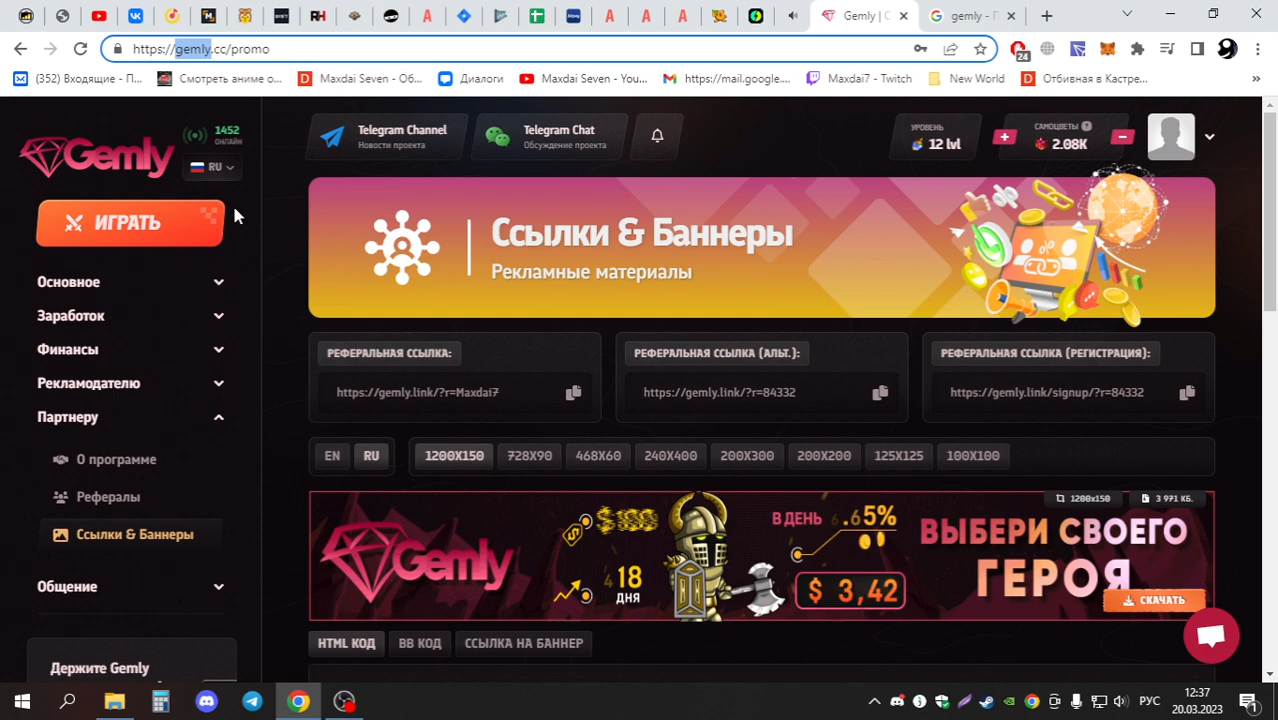 Gemly | C
gemly - П
https://gemly.cc/promo
24
(352) Входящие - П...
Смотреть аниме о...
Maxdai Seven - Об...
Диалоги
Maxdai Seven - You...
https://mail.google....
Maxdai7 - Twitch
New World
Отбивная в Кастре...
Gemly
1452
ОНЛАЙН
RU
ИГРАТЬ
Основное
Заработок
Финансы
Рекламодателю
Партнеру
О программе
Рефералы
Ссылки & Баннеры
Общение
Держите Gemly
Telegram Channel
Новости проекта
Telegram Chat
Обсуждение проекта
УРОВЕНЬ
12 lvl
САМОЦВЕТЫ ?
2.08K
Ссылки & Баннеры
Рекламные материалы
РЕФЕРАЛЬНАЯ ССЫЛКА:
https://gemly.link/?r=Maxdai7
РЕФЕРАЛЬНАЯ ССЫЛКА (АЛЬТ.):
https://gemly.link/?r=84332
РЕФЕРАЛЬНАЯ ССЫЛКА (РЕГИСТРАЦИЯ):
https://gemly.link/signup/?r=84332
EN RU 1200X150 728X90 468X60 240X400 200X300 200X200 125X125 100X100
1200x150 3 971 КБ.
Gemly
$100
18
ДНЯ
В ДЕНЬ 6.65%
$ 3,42
ВЫБЕРИ СВОЕГО
ГЕРОЯ
СКАЧАТЬ
HTML КОД BB КОД ССЫЛКА НА БАННЕР
РУС
12:37
20.03.2023
1